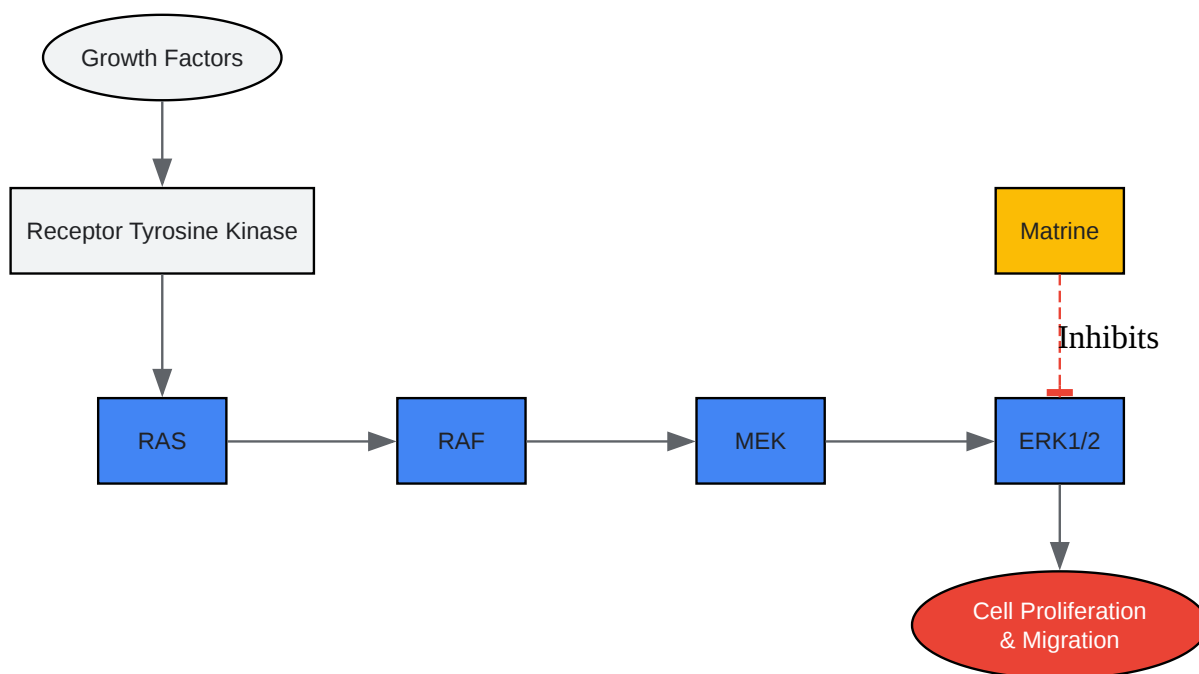 Growth Factors
Receptor Tyrosine Kinase
Matrine
Inhibits
RAS
RAF
MEK
ERK1/2
Cell Proliferation
& Migration